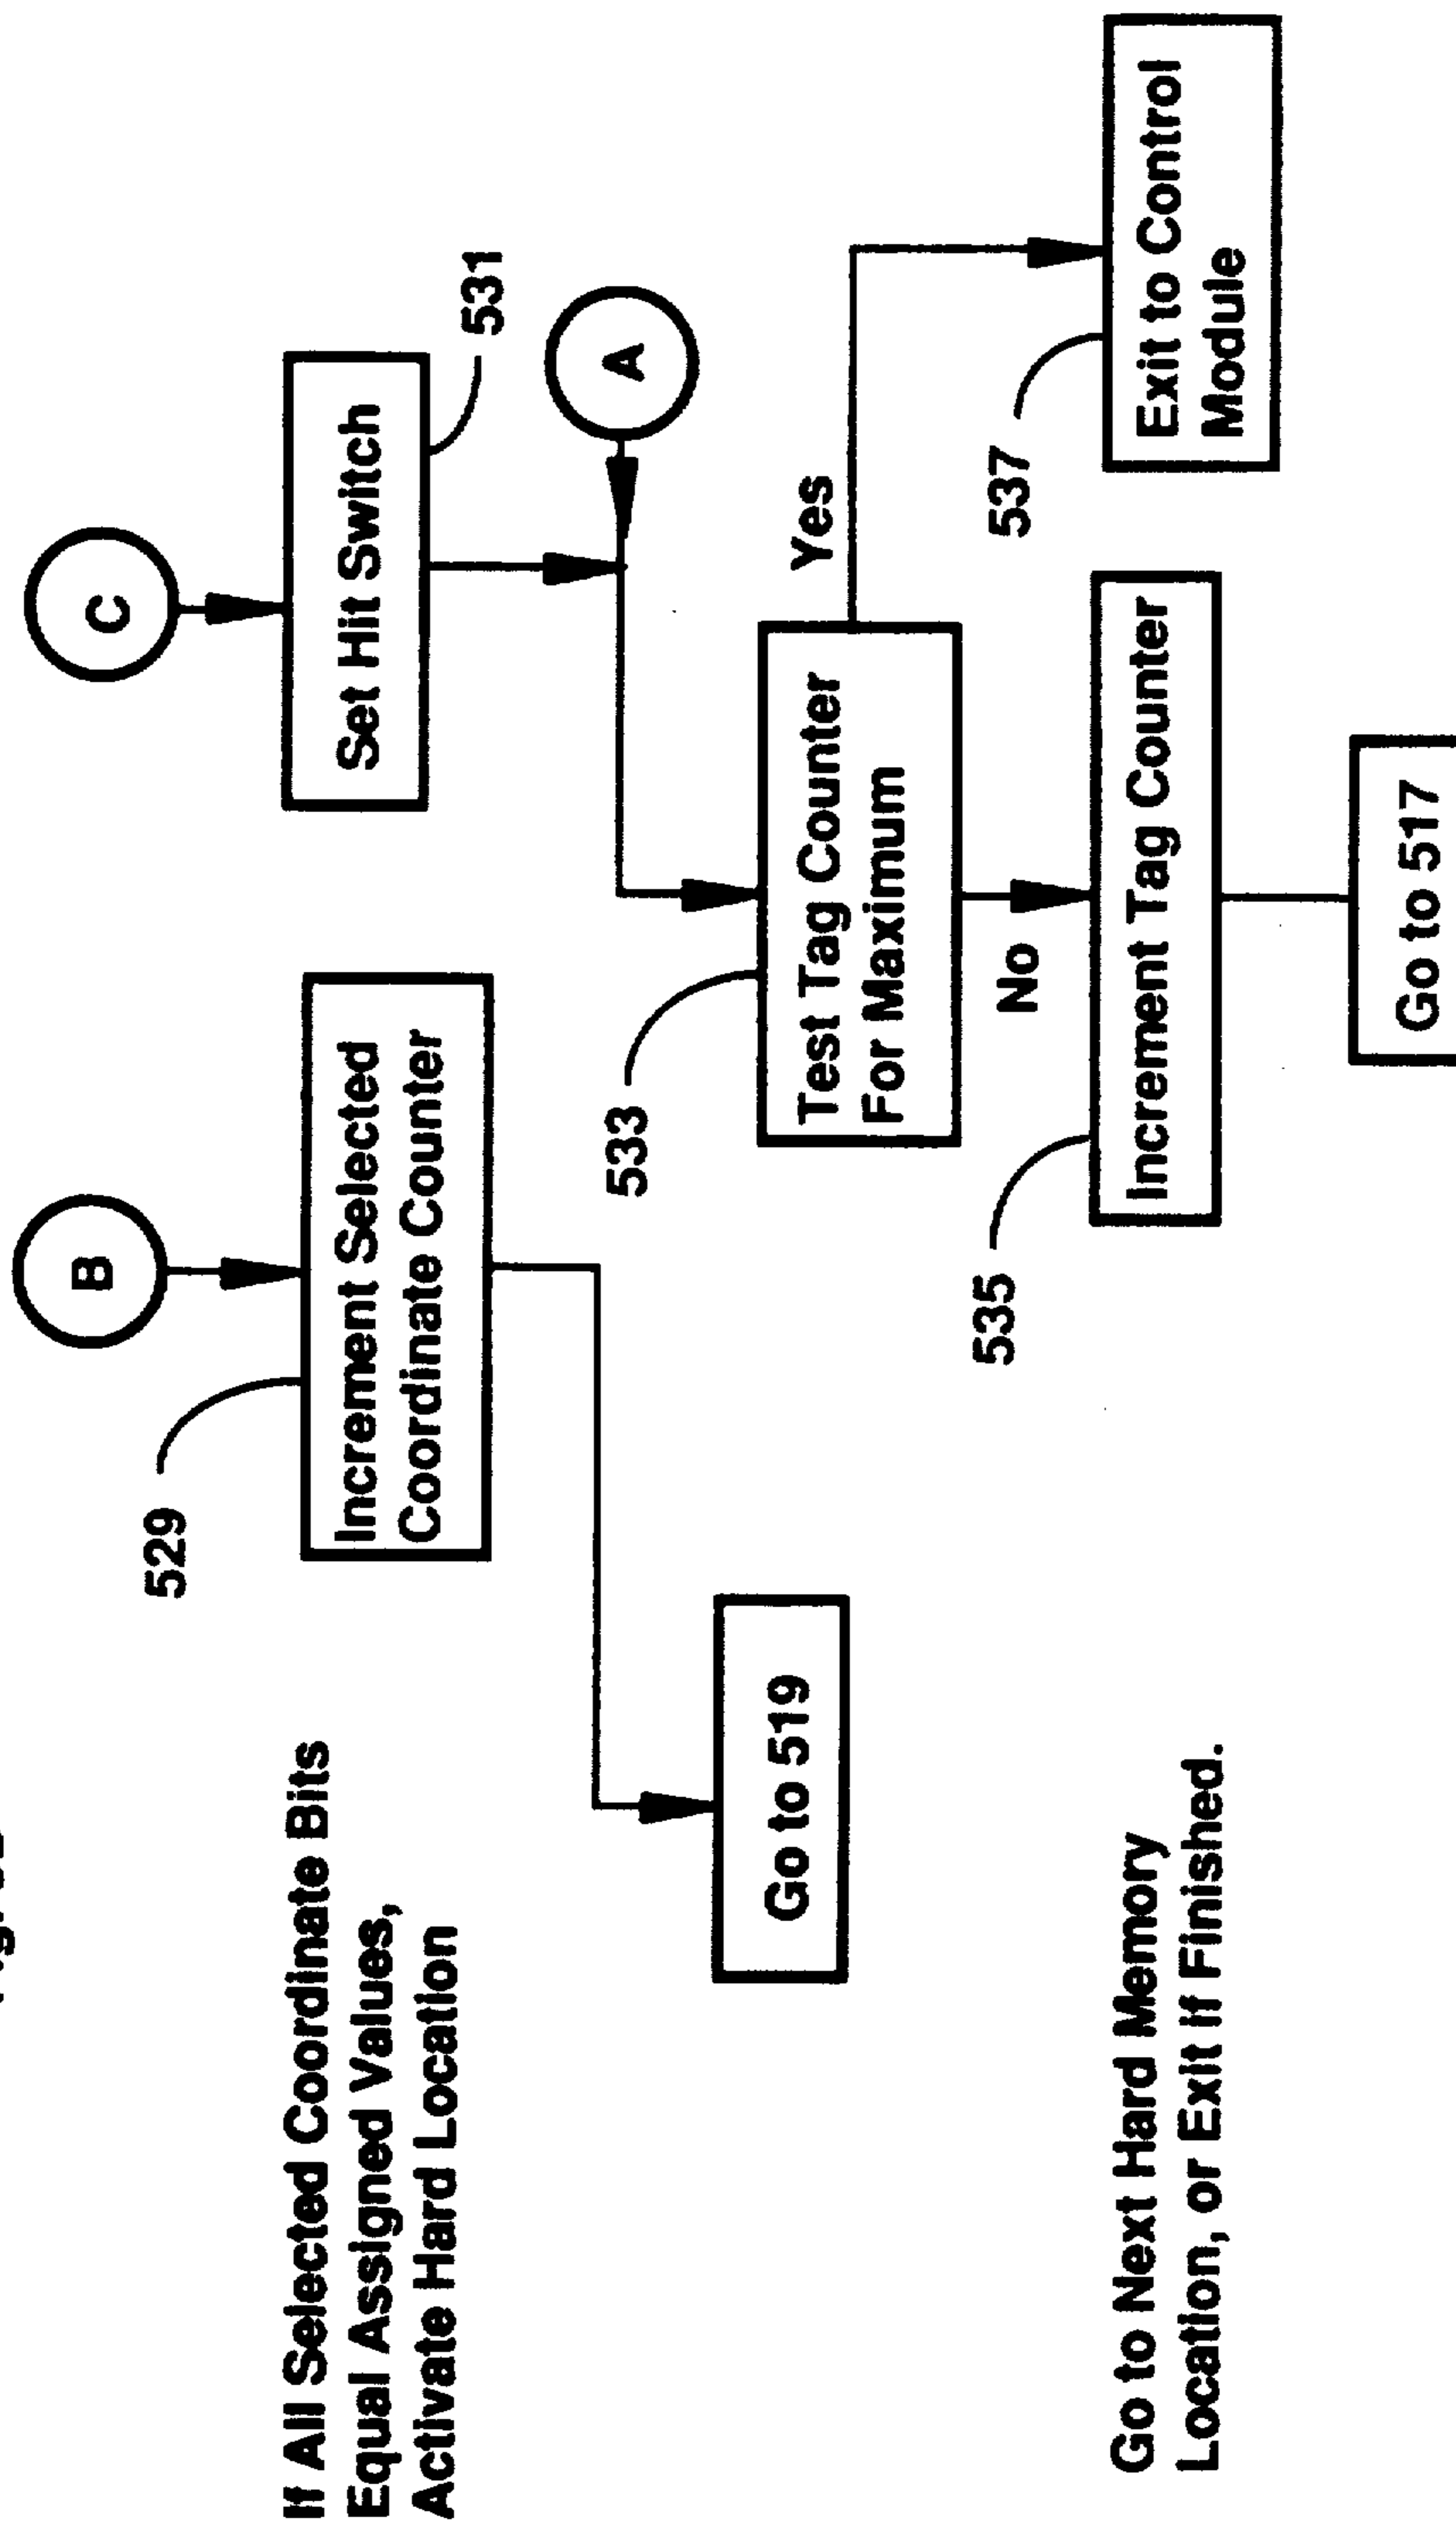 B
C
529
If All Selected Coordinate Bits
Equal Assigned Values,
Activate Hard Location
Increment Selected
Coordinate Counter
Set Hit Switch
531
A
533
Go to 519
Test Tag Counter
For Maximum
Yes
No
535
537
Go to Next Hard Memory
Location, or Exit if Finished.
Increment Tag Counter
Exit to Control
Module
Go to 517